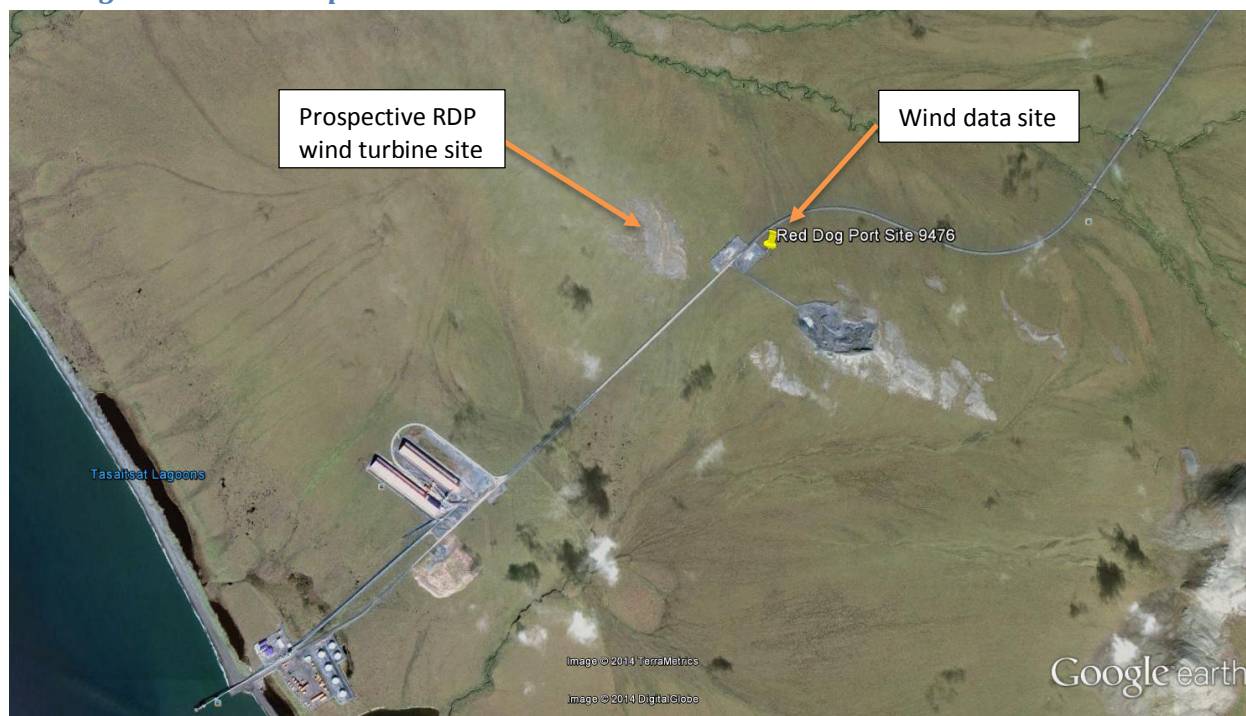 Prospective RDP
wind turbine site
Wind data site
Red Dog Port Site 9476
Tasaitsat Lagoons
Image © 2014 TerraMetrics
Image © 2014 DigitalGlobe
Google earth